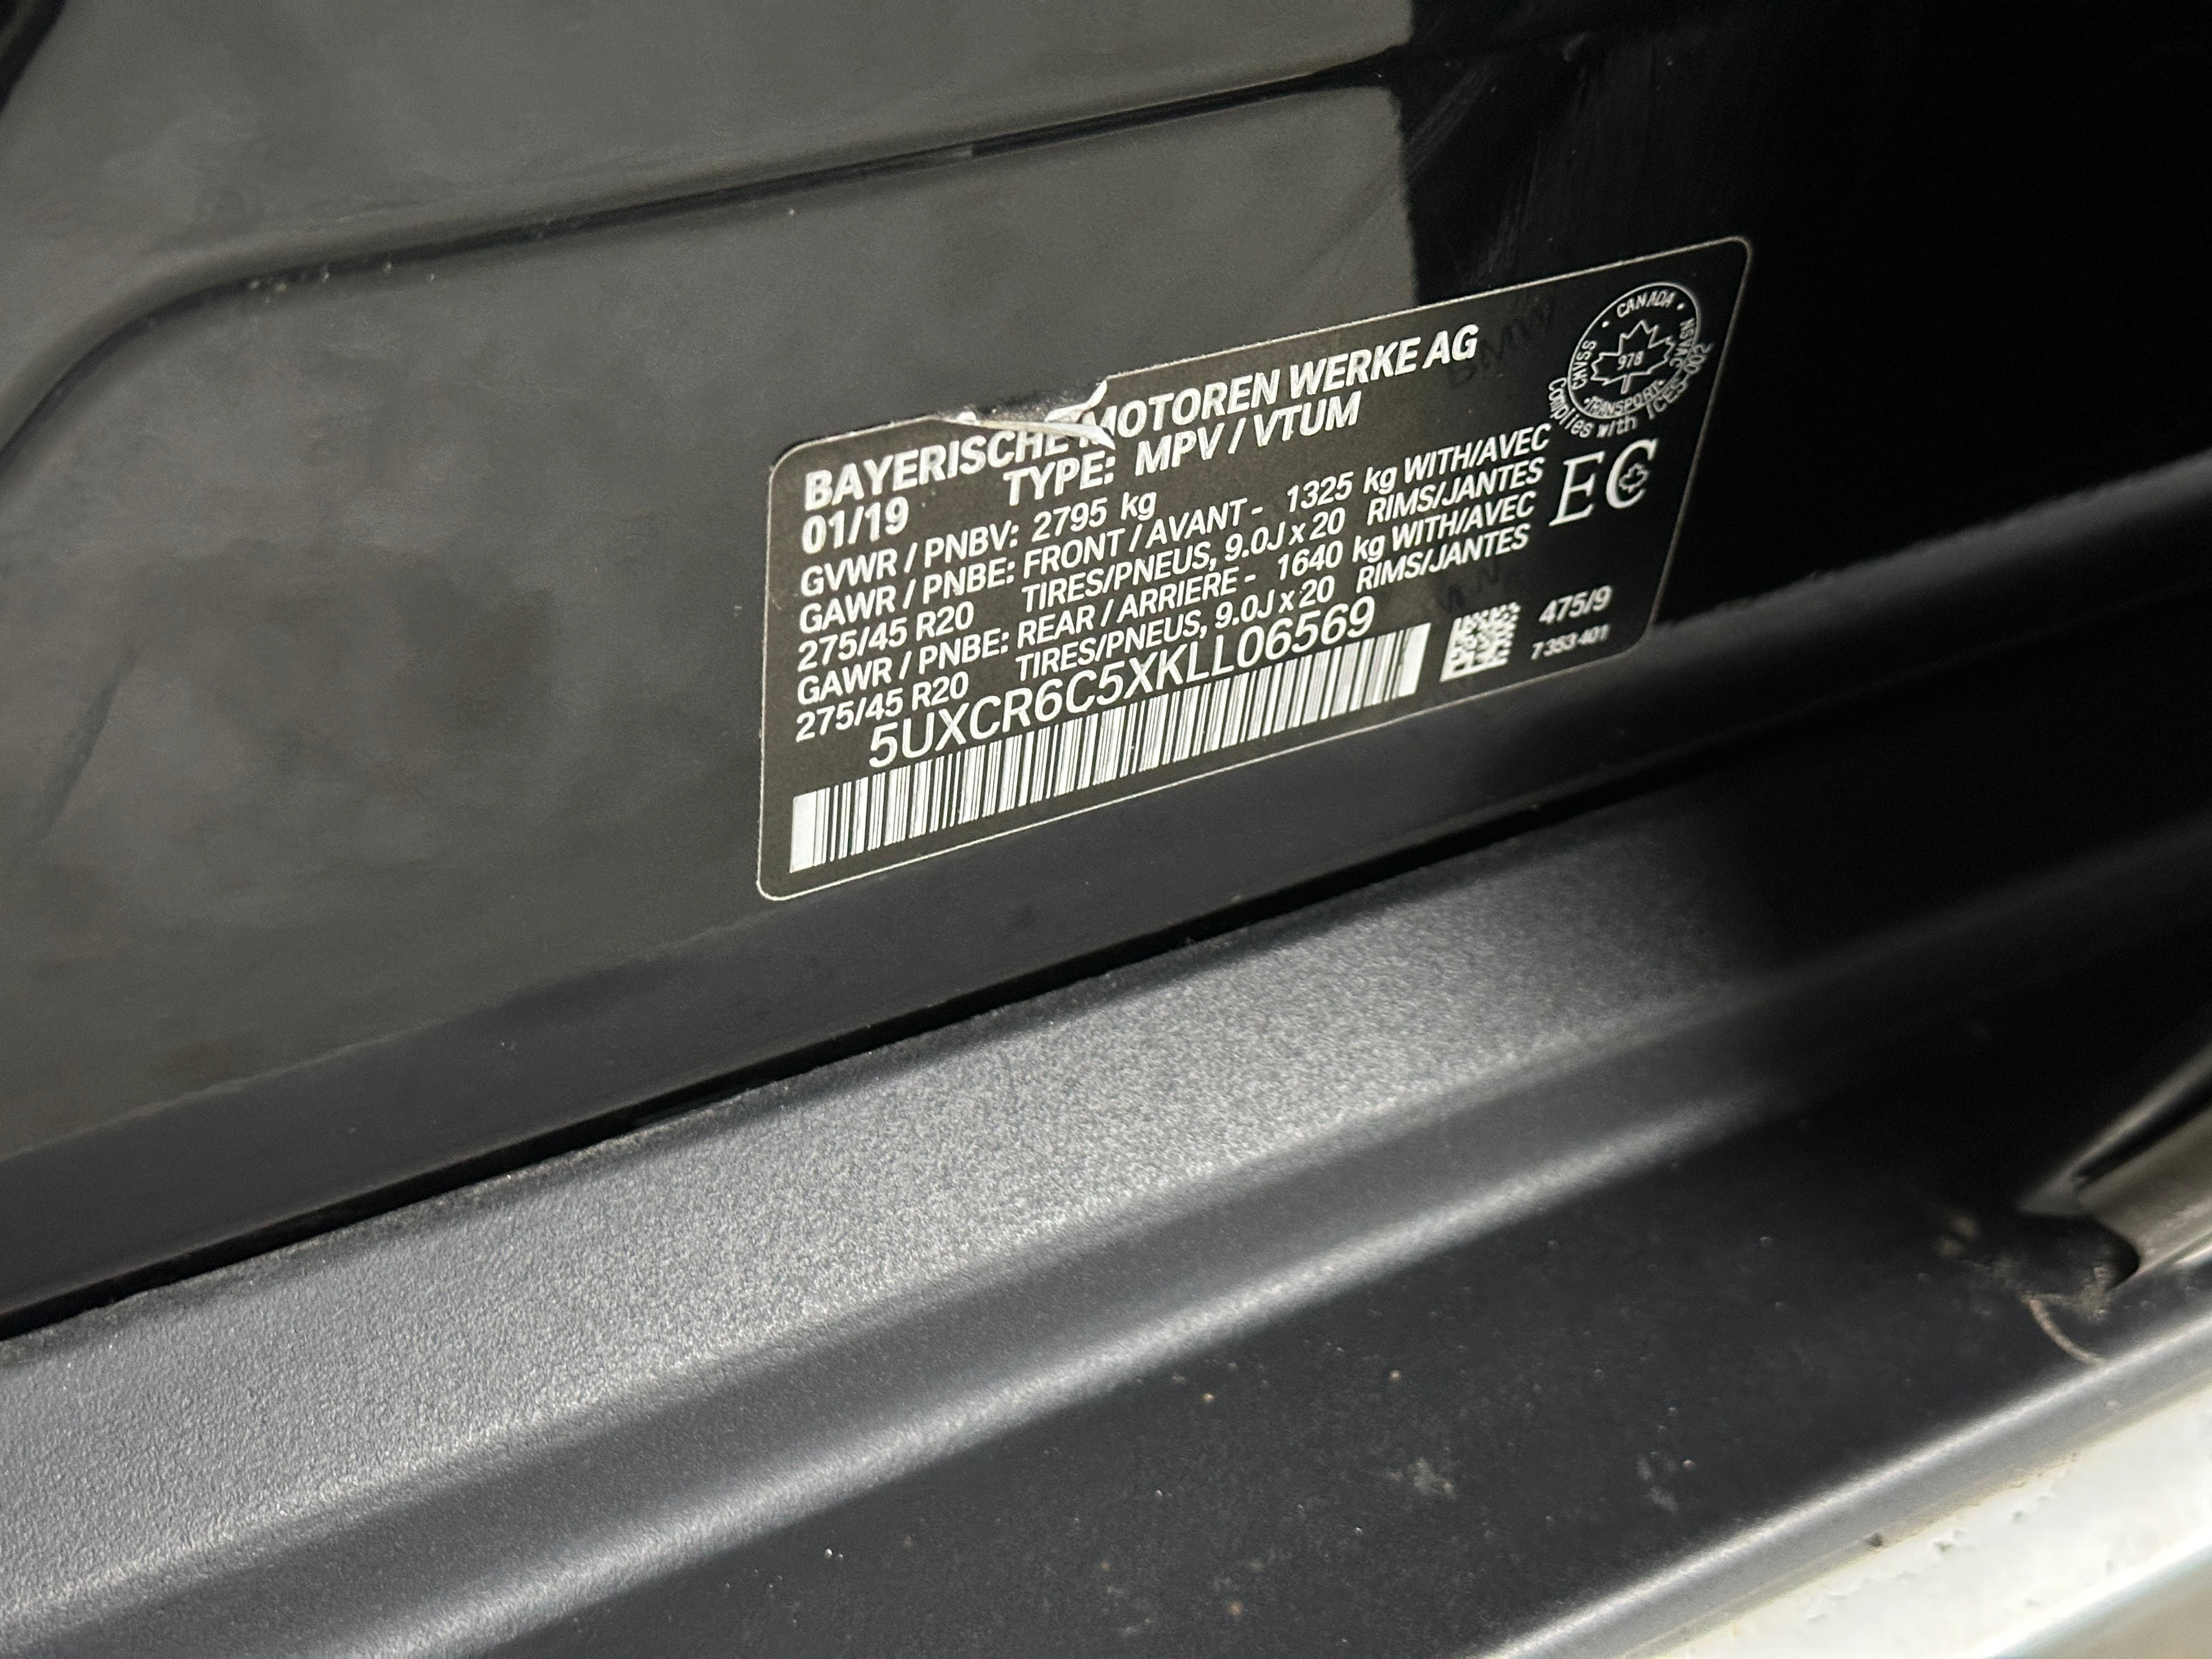 BAYERISCHE MOTOREN WERKE AG
01/19 TYPE: MPV / VTUM
GVWR / PNBV: 2795 kg
GAWR / PNBE: FRONT / AVANT - 1325 kg WITH/AVEC
275/45 R20 TIRES/PNEUS, 9.0J x 20 RIMS/JANTES
GAWR / PNBE: REAR / ARRIERE - 1640 kg WITH/AVEC
275/45 R20 TIRES/PNEUS, 9.0J x 20 RIMS/JANTES
5UXCR6C5XKLL06569
• CANADA •
CMVSS
NSVAC
978
•TRANSPORT•
Complies with ICES-002
EC
475/9
7 353 401